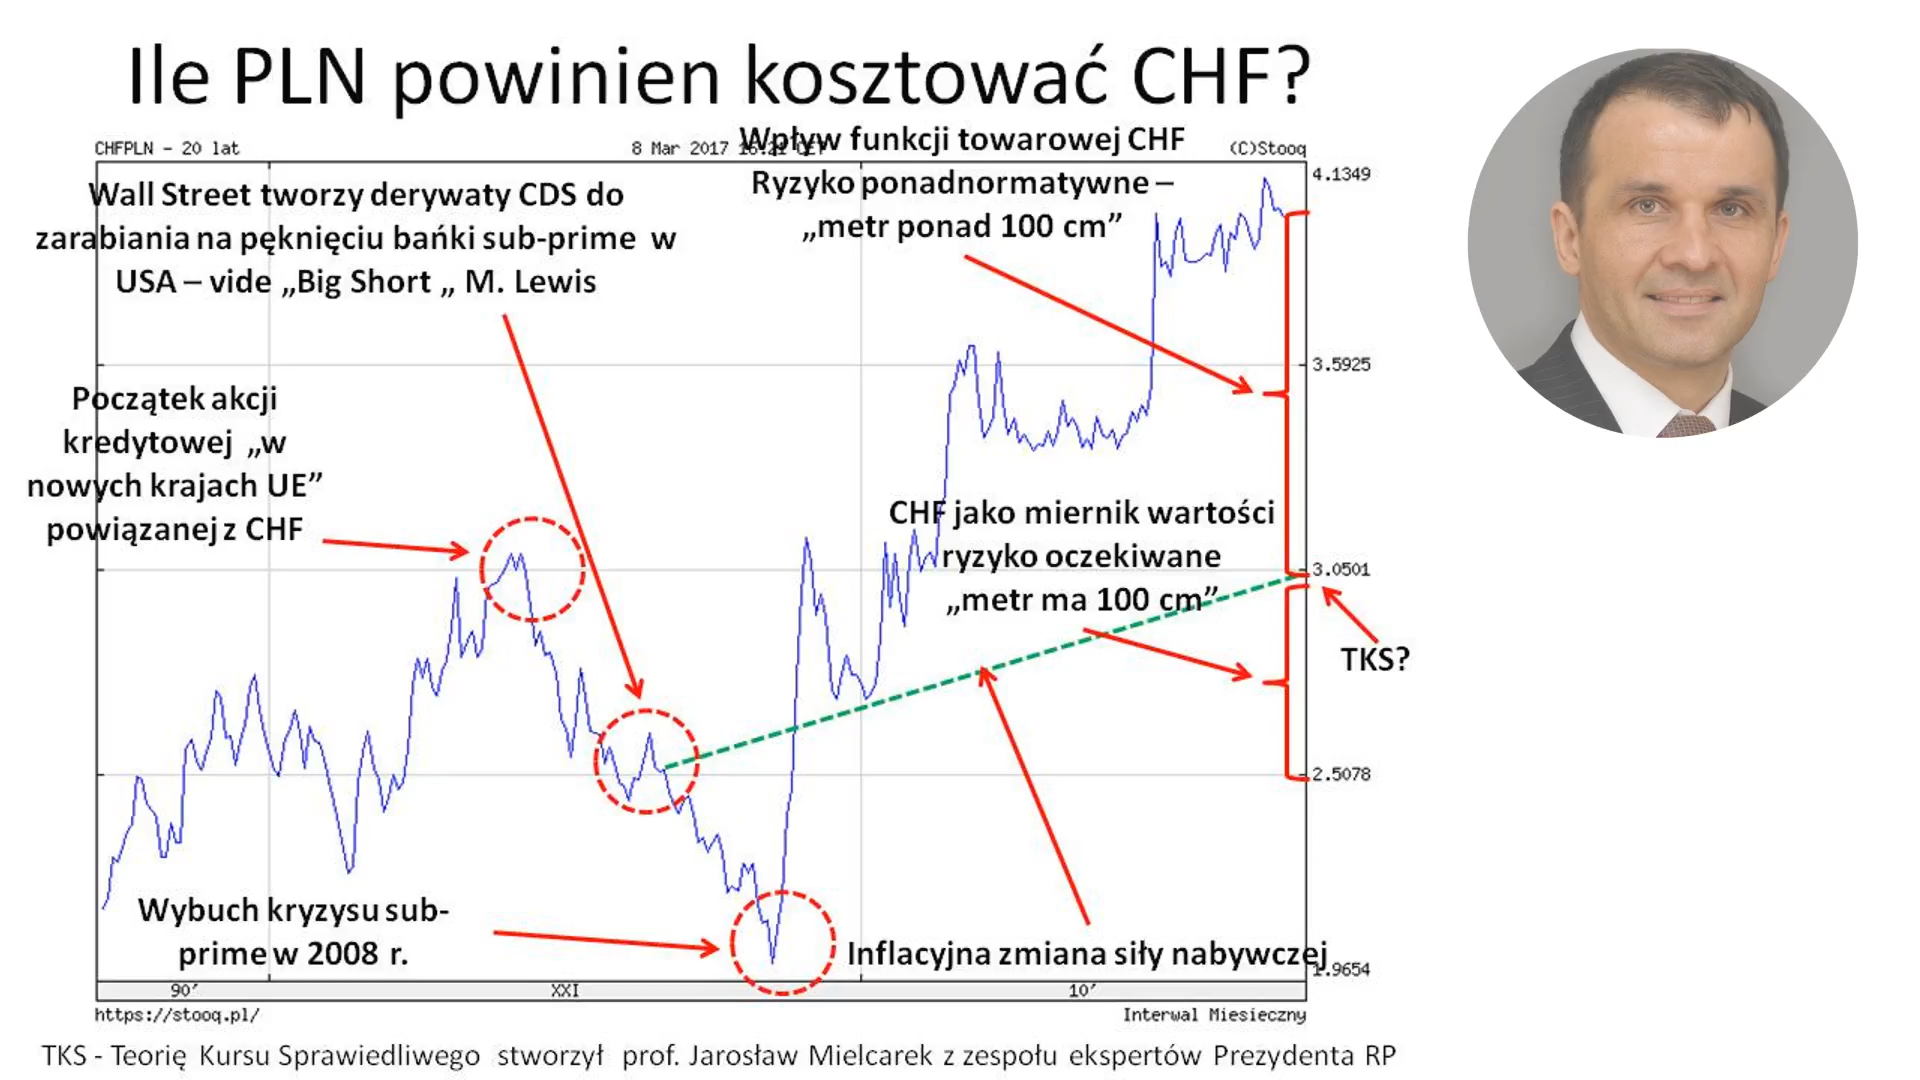 Ile PLN powinien kosztować CHF?
CHFPLN - 20 lat
8 Mar 2017 16:21 CET
(C)Stooq
Wpływ funkcji towarowej CHF
Ryzyko ponadnormatywne –
„metr ponad 100 cm”
Wall Street tworzy derywaty CDS do
zarabiania na pęknięciu bańki sub-prime w
USA – vide „Big Short „ M. Lewis
4.1349
3.5925
Początek akcji
kredytowej „w
nowych krajach UE”
powiązanej z CHF
CHF jako miernik wartości
ryzyko oczekiwane
„metr ma 100 cm”
3.0501
TKS?
2.5078
Wybuch kryzysu sub-
prime w 2008 r.
Inflacyjna zmiana siły nabywczej
1.9654
90’
XXI
10’
https://stooq.pl/
Interwal Miesieczny
TKS - Teorię Kursu Sprawiedliwego stworzył prof. Jarosław Mielcarek z zespołu ekspertów Prezydenta RP